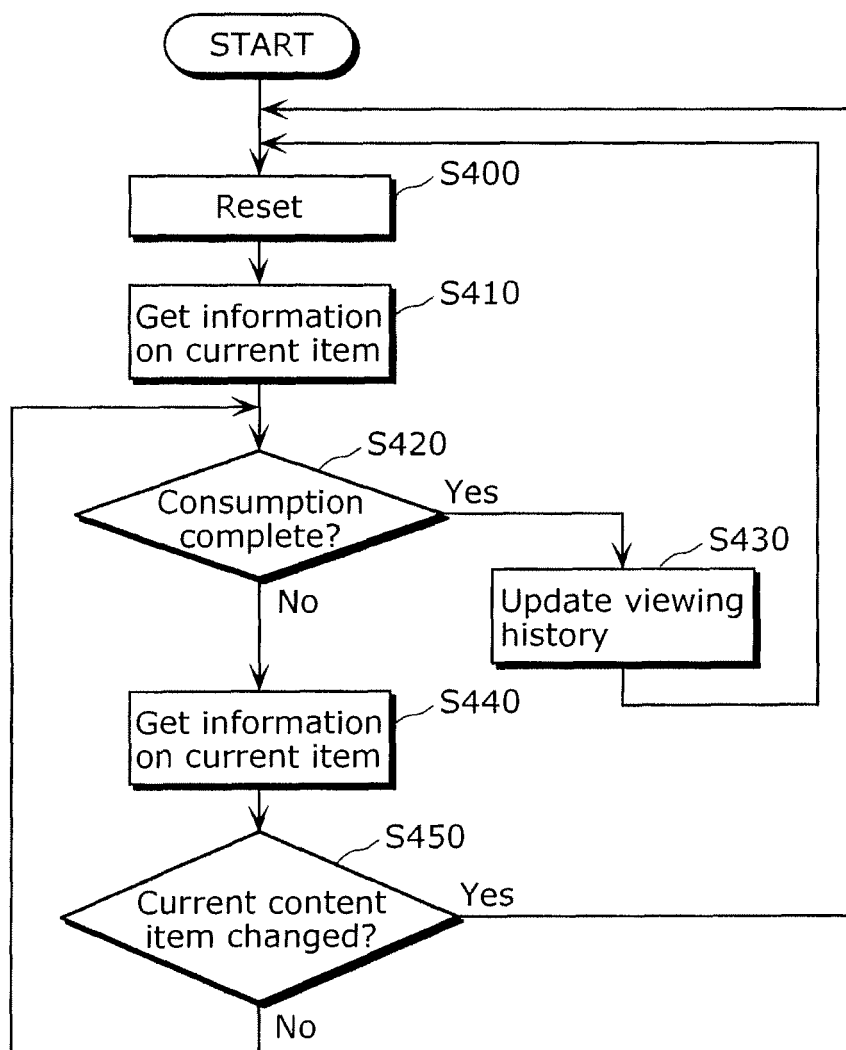 START
S400
Reset
S410
Get information
on current item
S420
Consumption
complete?
Yes
S430
Update viewing
history
No
S440
Get information
on current item
S450
Current content
item changed?
Yes
No